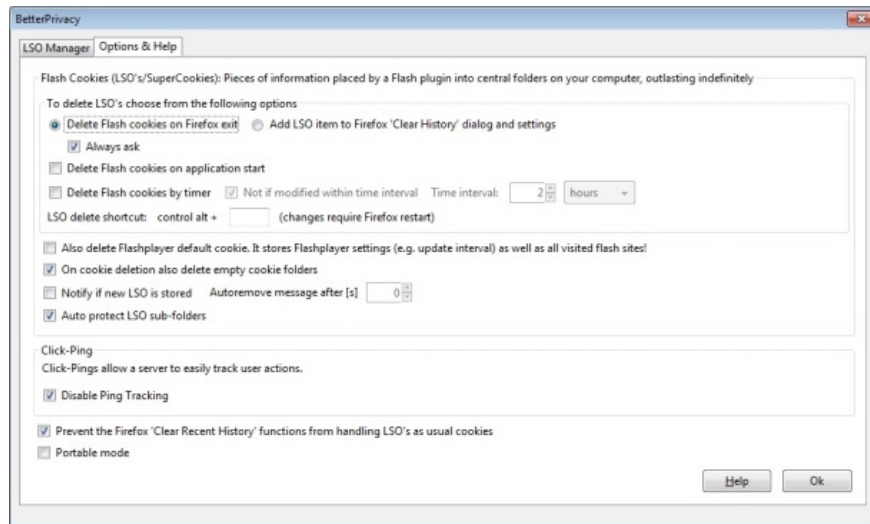 BetterPrivacy
LSO Manager Options & Help
Flash Cookies (LSO's/SuperCookies): Pieces of information placed by a Flash plugin into central folders on your computer, outlasting indefinitely
To delete LSO's choose from the following options
Delete Flash cookies on Firefox exit Add LSO item to Firefox 'Clear History' dialog and settings
Always ask
Delete Flash cookies on application start
Delete Flash cookies by timer Not if modified within time interval Time interval: 2 hours
LSO delete shortcut: control alt + (changes require Firefox restart)
Also delete Flashplayer default cookie. It stores Flashplayer settings (e.g. update interval) as well as all visited flash sites!
On cookie deletion also delete empty cookie folders
Notify if new LSO is stored Autoremove message after [s] 0
Auto protect LSO sub-folders
Click-Ping
Click-Pings allow a server to easily track user actions.
Disable Ping Tracking
Prevent the Firefox 'Clear Recent History' functions from handling LSO's as usual cookies
Portable mode
Help Ok